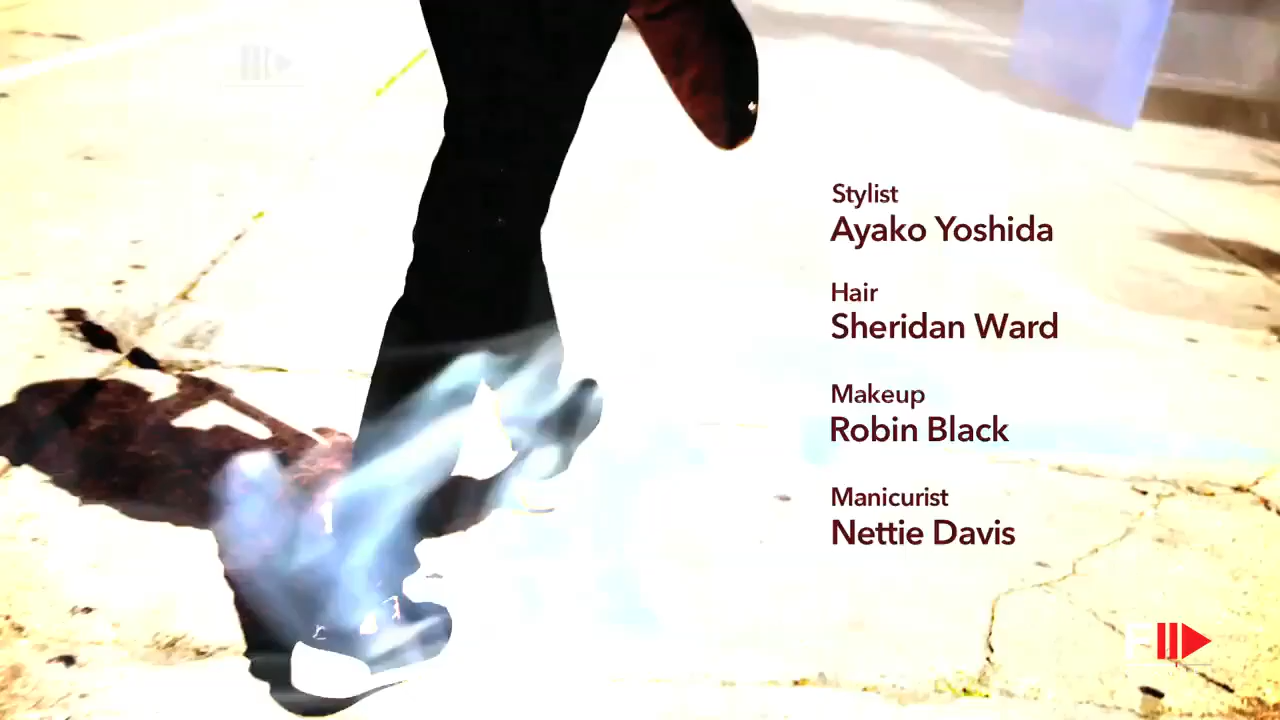 Stylist
Ayako Yoshida
Hair
Sheridan Ward
Makeup
Robin Black
Manicurist
Nettie Davis
F